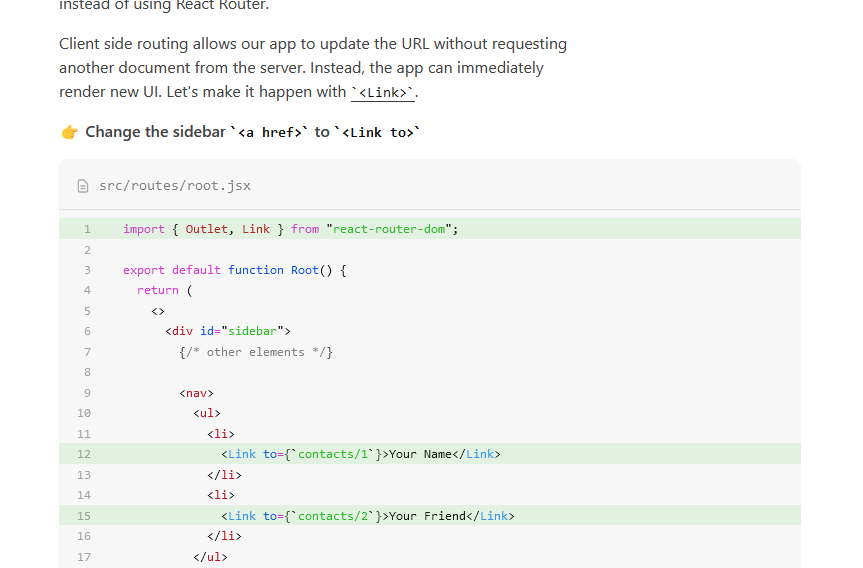 instead of using React Router.
Client side routing allows our app to update the URL without requesting
another document from the server. Instead, the app can immediately
render new UI. Let's make it happen with `<Link>`.
👉 Change the sidebar `<a href>` to `<Link to>`
src/routes/root.jsx
1 import { Outlet, Link } from "react-router-dom";
2
3 export default function Root() {
4   return (
5     <>
6       <div id="sidebar">
7         {/* other elements */}
8
9         <nav>
10           <ul>
11             <li>
12               <Link to={`contacts/1`}>Your Name</Link>
13             </li>
14             <li>
15               <Link to={`contacts/2`}>Your Friend</Link>
16             </li>
17           </ul>